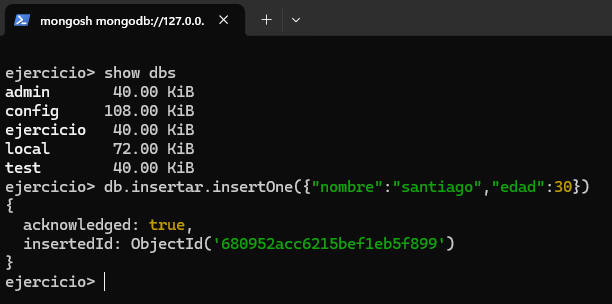 mongosh mongodb://127.0.0.
ejercicio> show dbs
admin       40.00 KiB
config     108.00 KiB
ejercicio   40.00 KiB
local       72.00 KiB
test        40.00 KiB
ejercicio> db.insertar.insertOne({"nombre":"santiago","edad":30})
{
  acknowledged: true,
  insertedId: ObjectId('680952acc6215bef1eb5f899')
}
ejercicio>